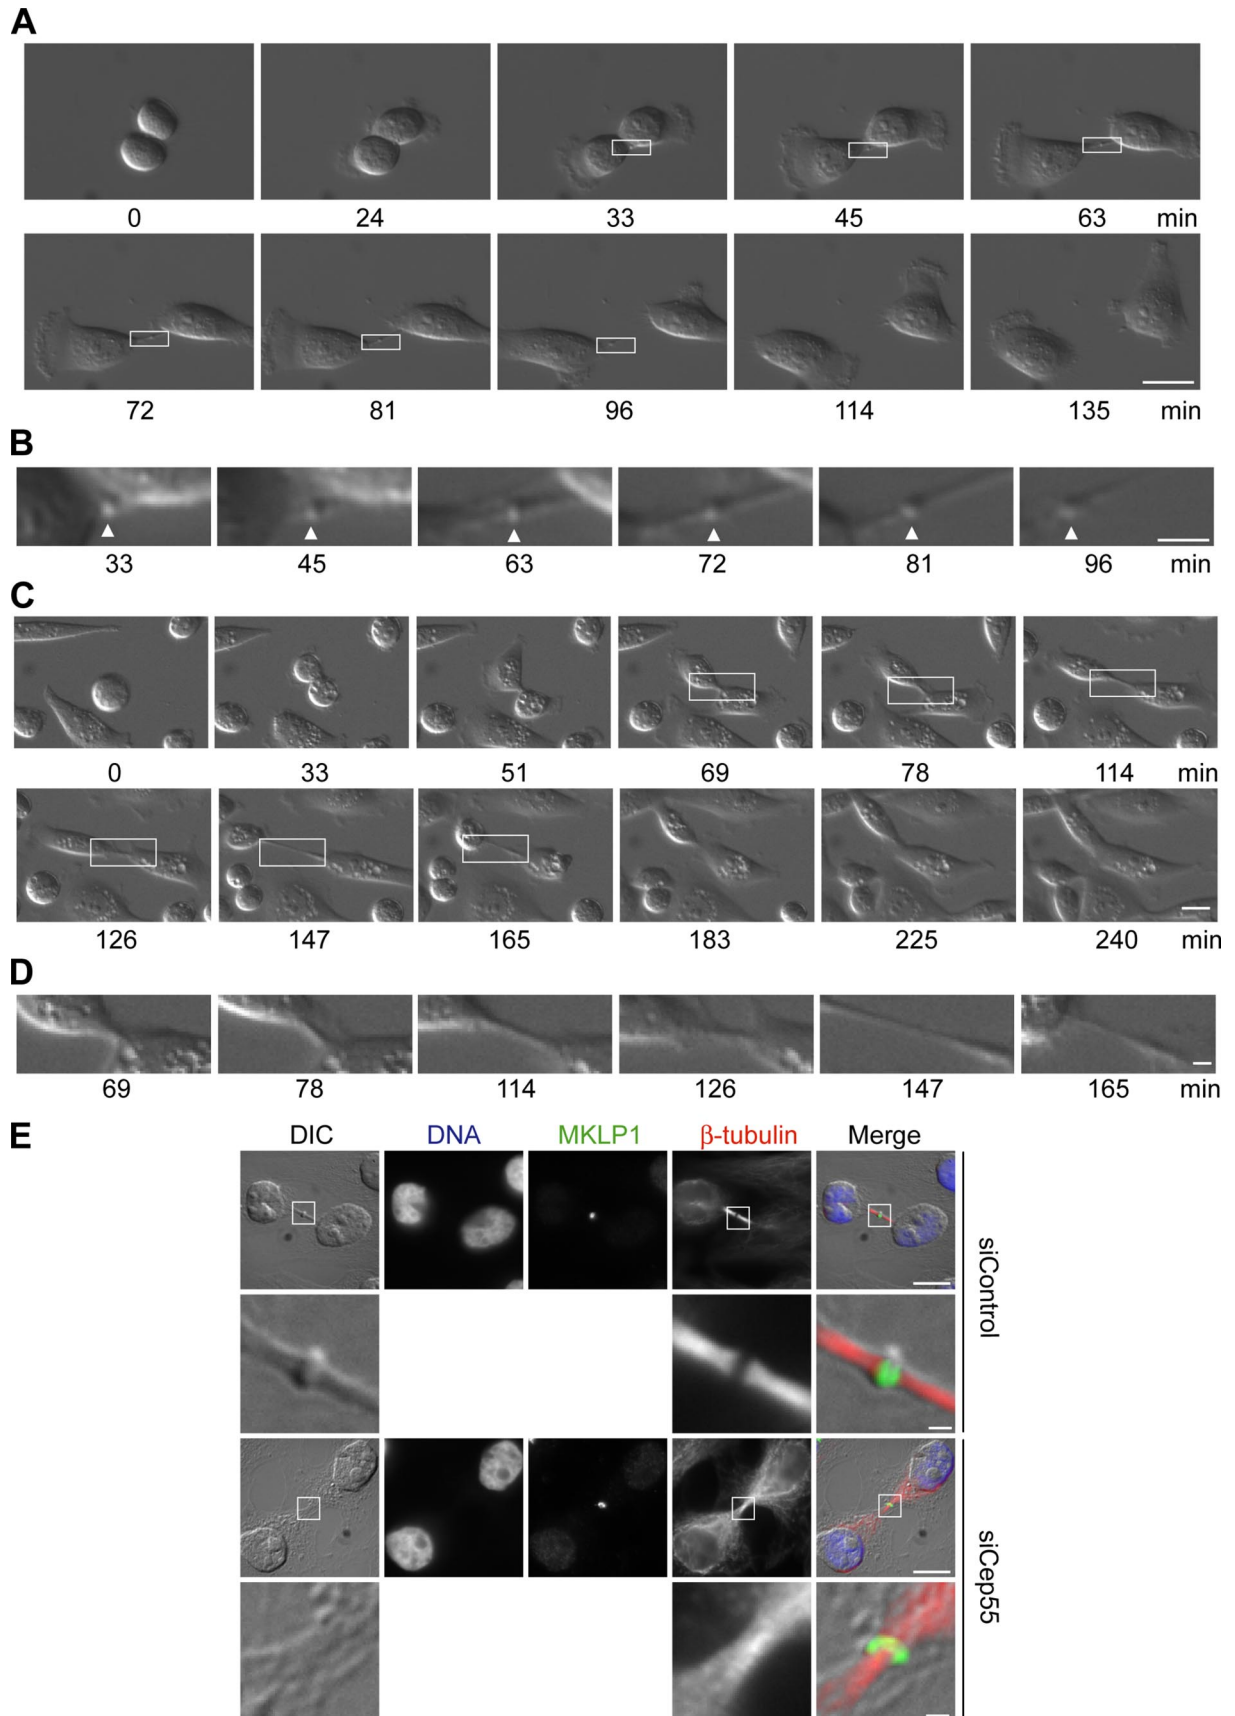 A
0 24 33 45 63 min
72 81 96 114 135 min
B
33 45 63 72 81 96 min
C
0 33 51 69 78 114 min
126 147 165 183 225 240 min
D
69 78 114 126 147 165 min
E
DIC DNA MKLP1 β-tubulin Merge
siControl
siCep55